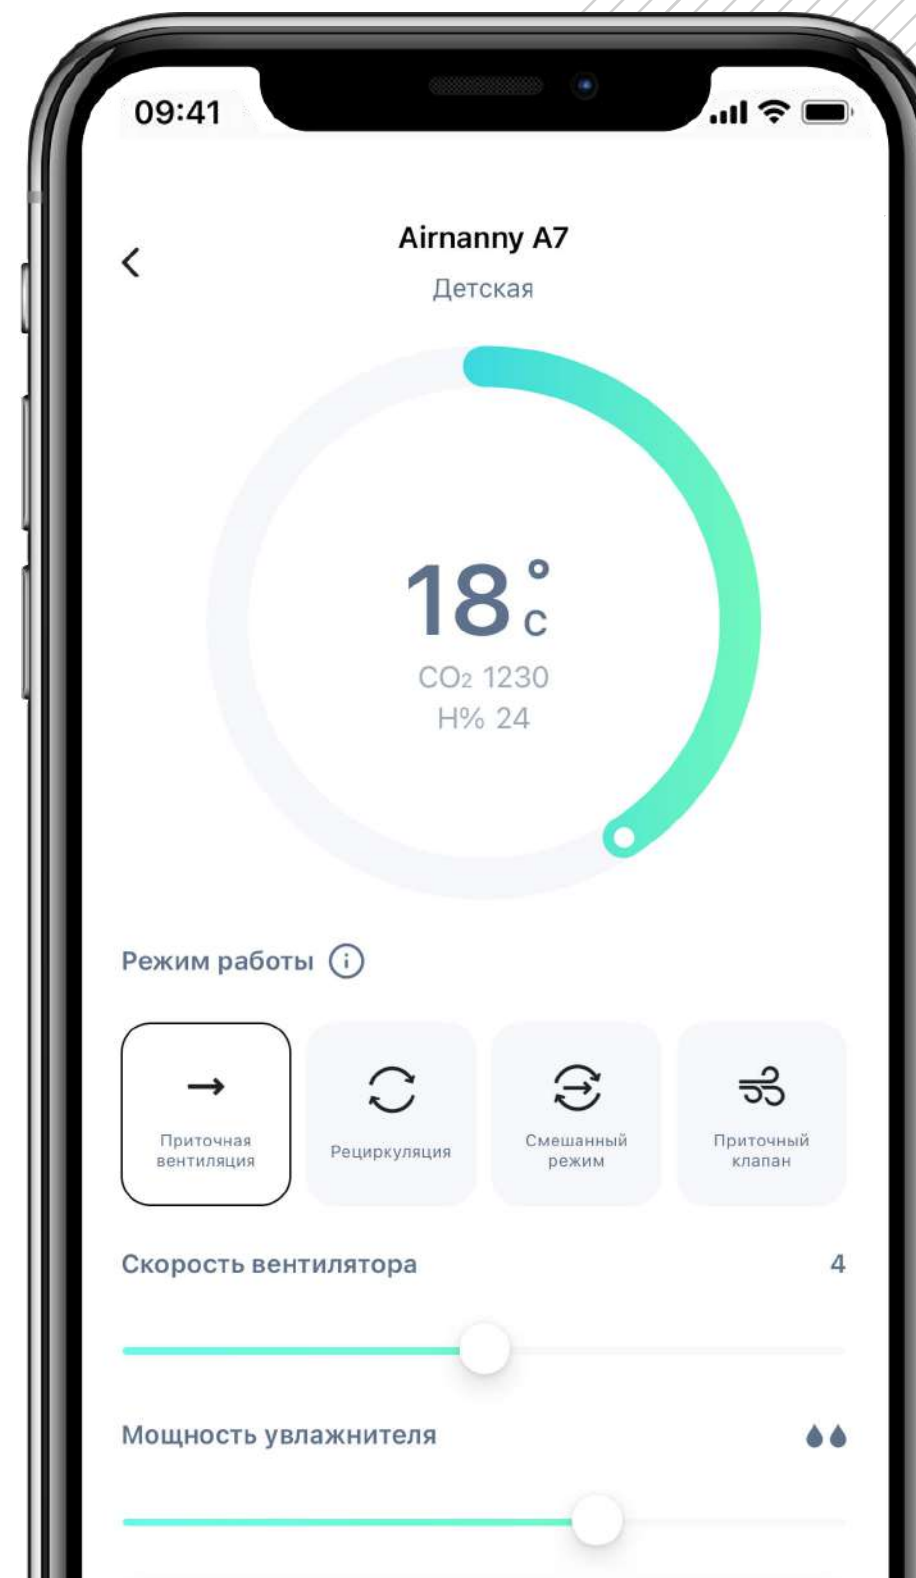 09:41
Airnanny A7
Детская
18°C
CO₂ 1230
H% 24
Режим работы
Приточная
вентиляция
Рециркуляция
Смешанный
режим
Приточный
клапан
Скорость вентилятора 4
Мощность увлажнителя